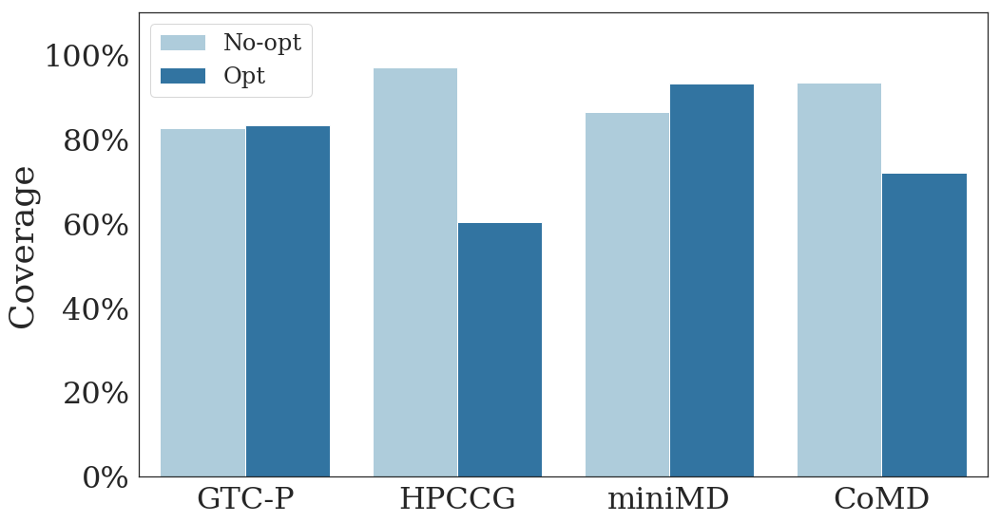 No-opt
Opt
100%
80%
60%
40%
20%
0%
Coverage
GTC-P HPCCG miniMD CoMD